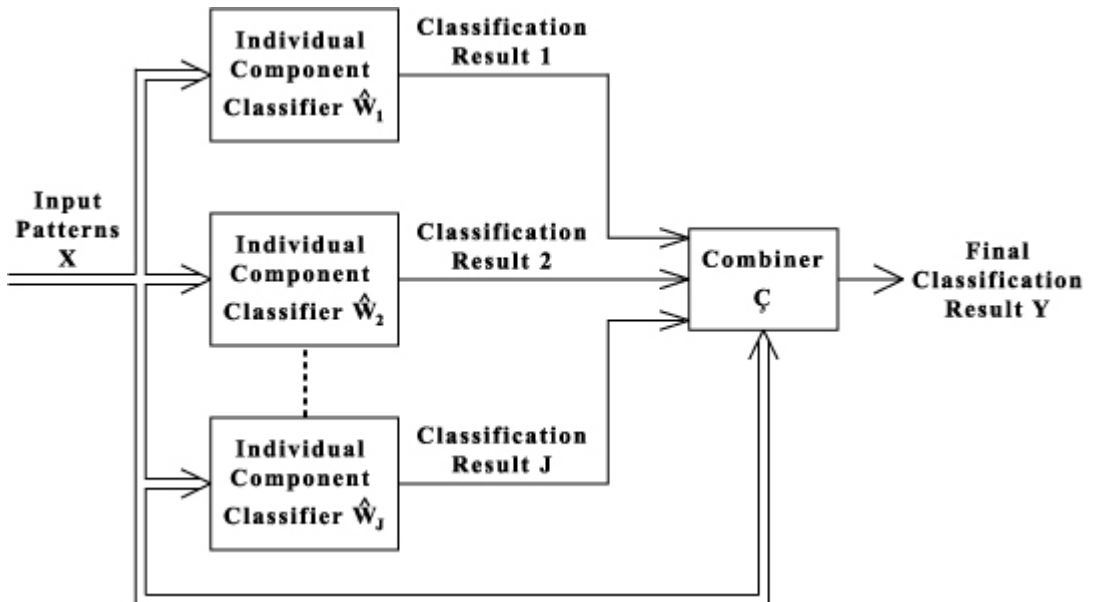 Individual
Component
Classifier Ŵ₁
Classification
Result 1
Input
Patterns
X
Individual
Component
Classifier Ŵ₂
Classification
Result 2
Combiner
Ç
Final
Classification
Result Y
Individual
Component
Classifier Ŵ_J
Classification
Result J